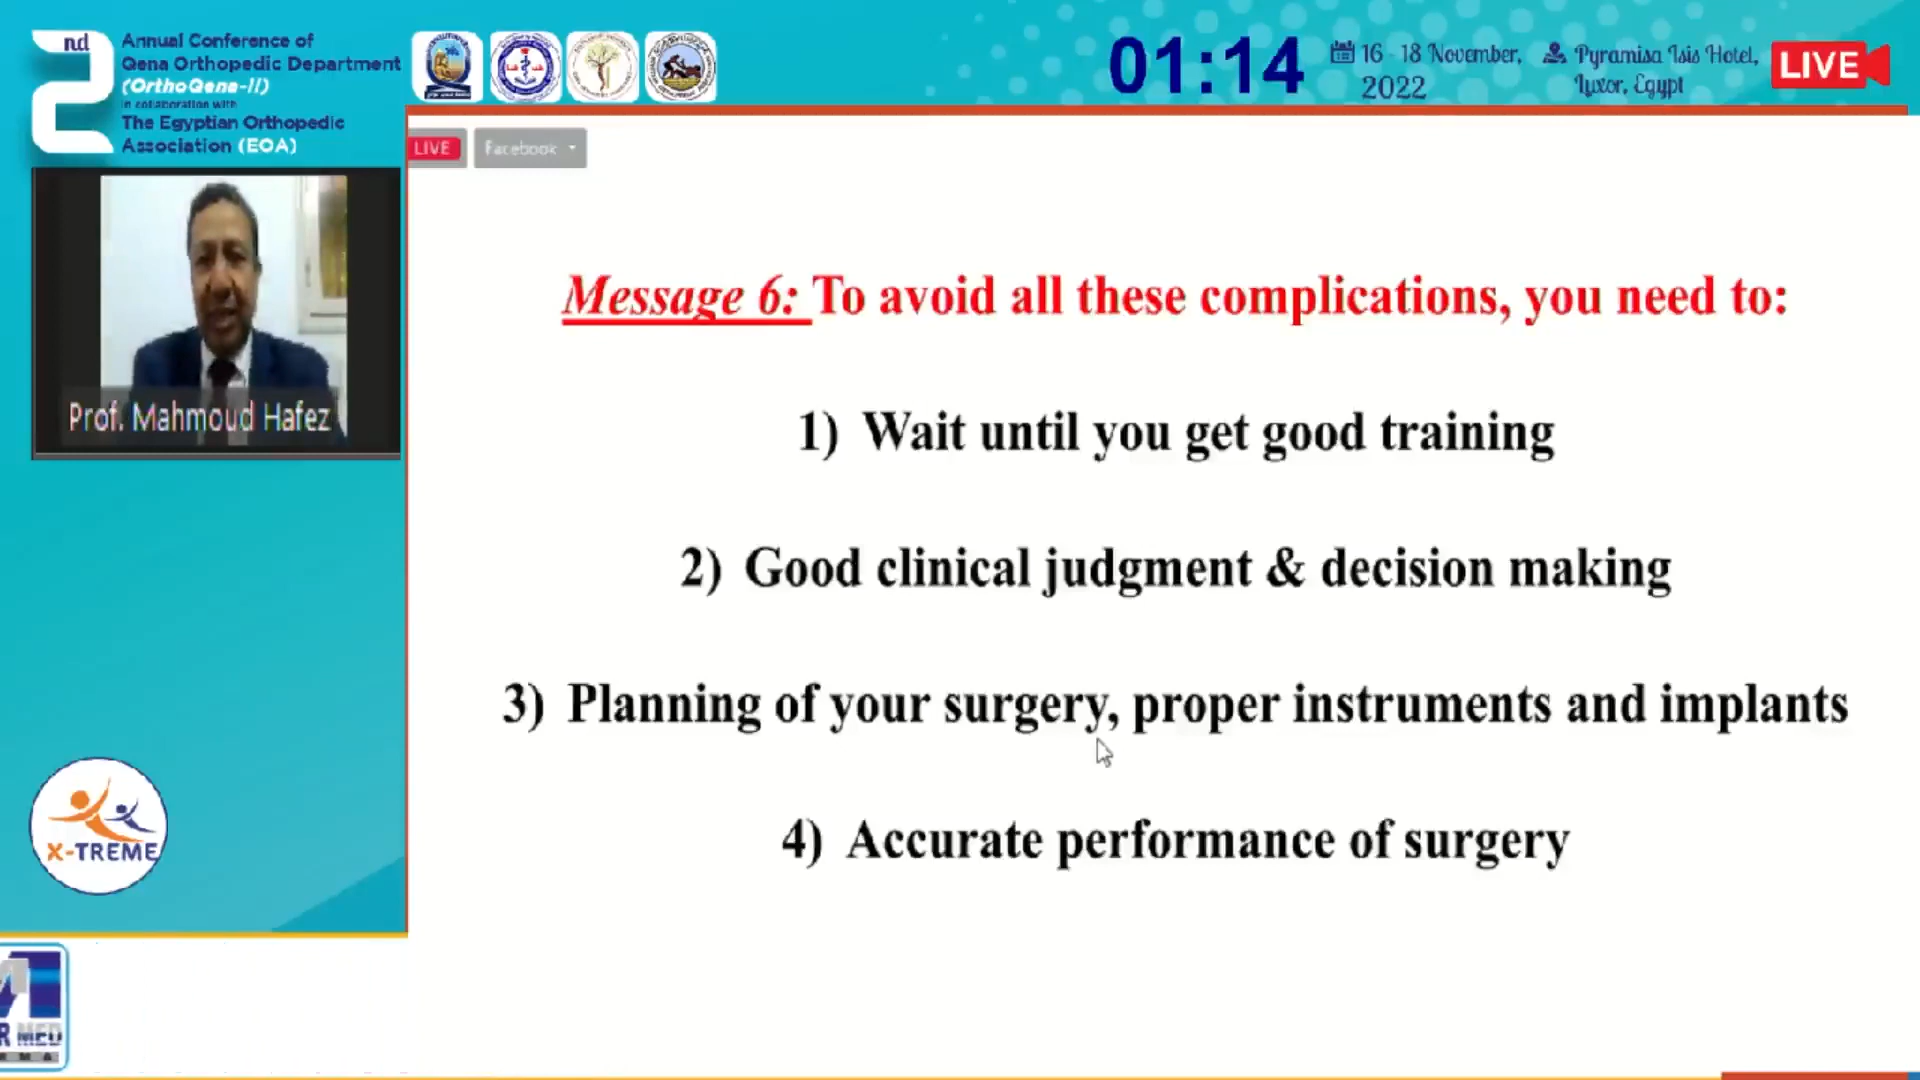 2nd
Annual Conference of
Qena Orthopedic Department
(OrthoQena-II)
in collaboration with
The Egyptian Orthopedic
Association (EOA)
01:14
16 - 18 November,
2022
Pyramisa Isis Hotel,
Luxor, Egypt
LIVE
LIVE
Facebook
Prof. Mahmoud Hafez
Message 6: To avoid all these complications, you need to:
1) Wait until you get good training
2) Good clinical judgment & decision making
3) Planning of your surgery, proper instruments and implants
4) Accurate performance of surgery
X-TREME
R MED
R M A